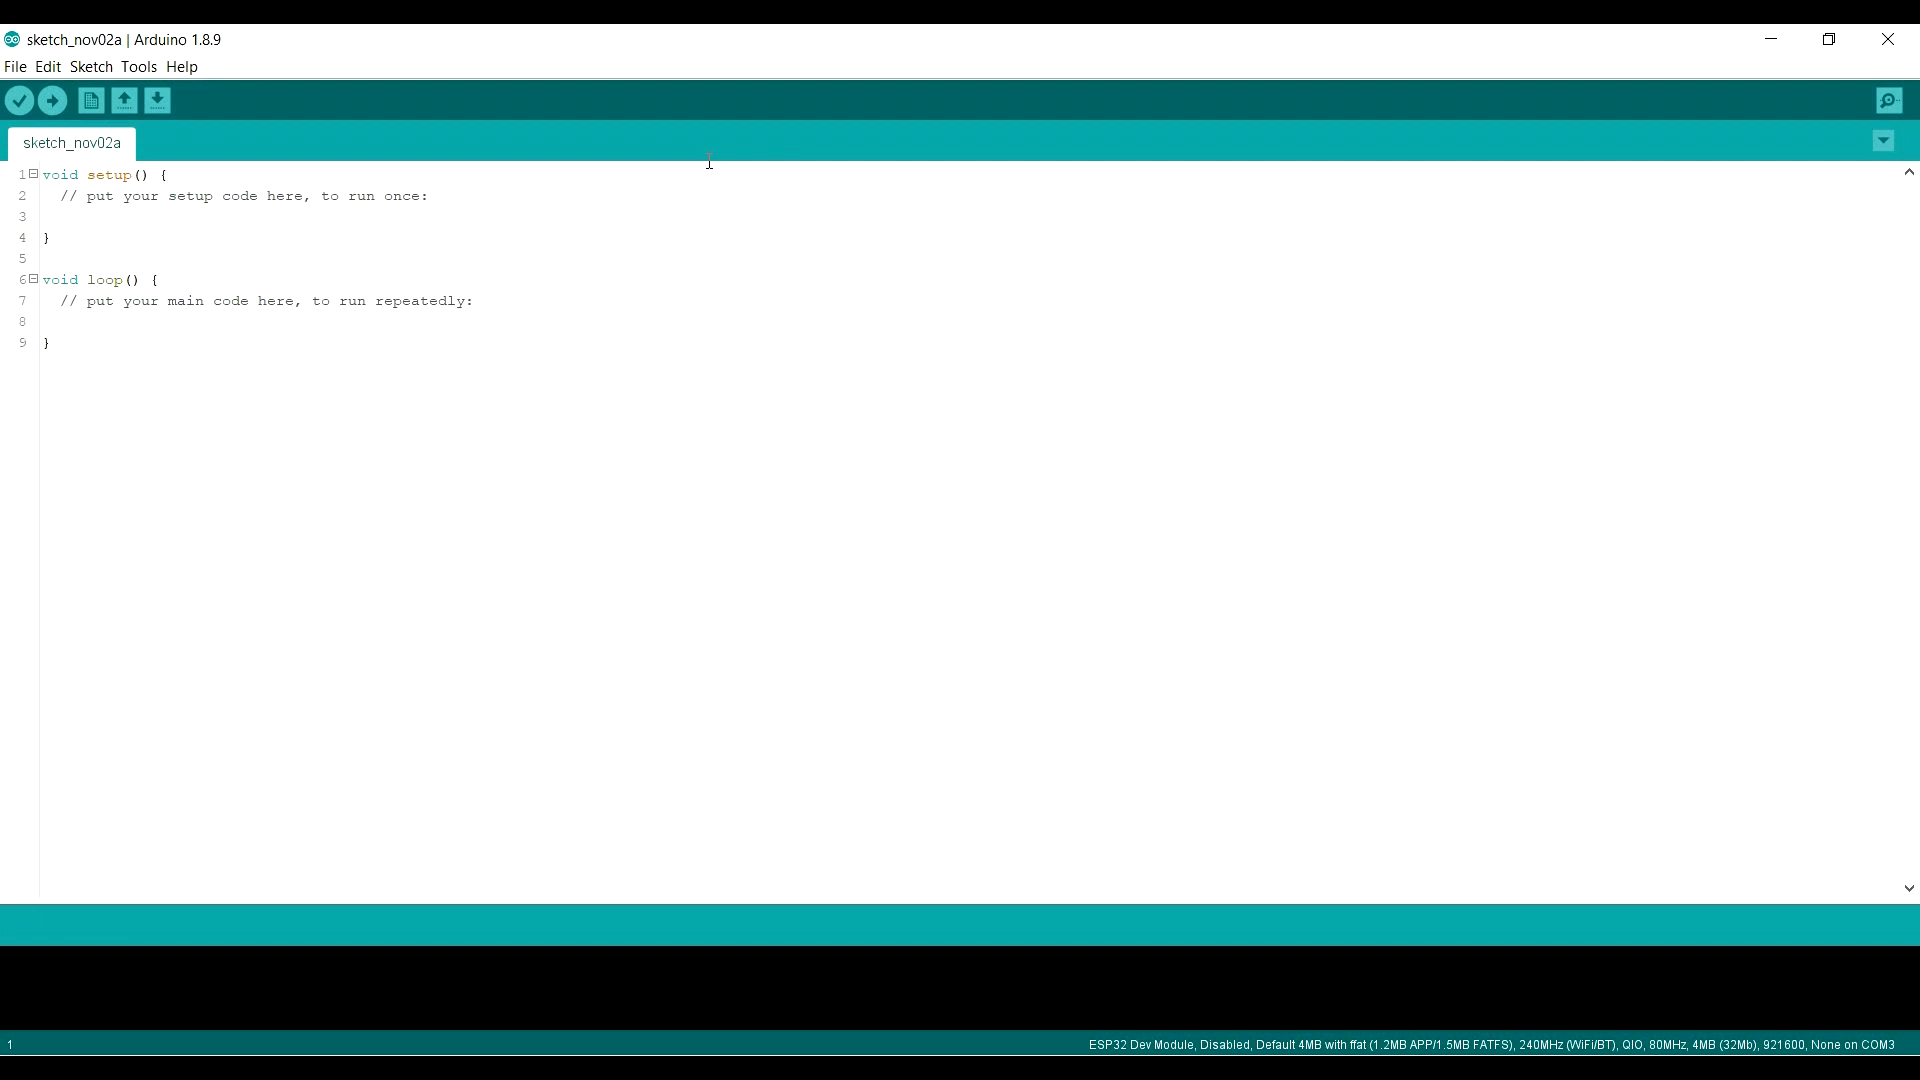 sketch_nov02a | Arduino 1.8.9
File Edit Sketch Tools Help
sketch_nov02a
1 void setup() {
2 // put your setup code here, to run once:
3
4 }
5
6 void loop() {
7 // put your main code here, to run repeatedly:
8
9 }
1 ESP32 Dev Module, Disabled, Default 4MB with ffat (1.2MB APP/1.5MB FATFS), 240MHz (WiFi/BT), QIO, 80MHz, 4MB (32Mb), 921600, None on COM3